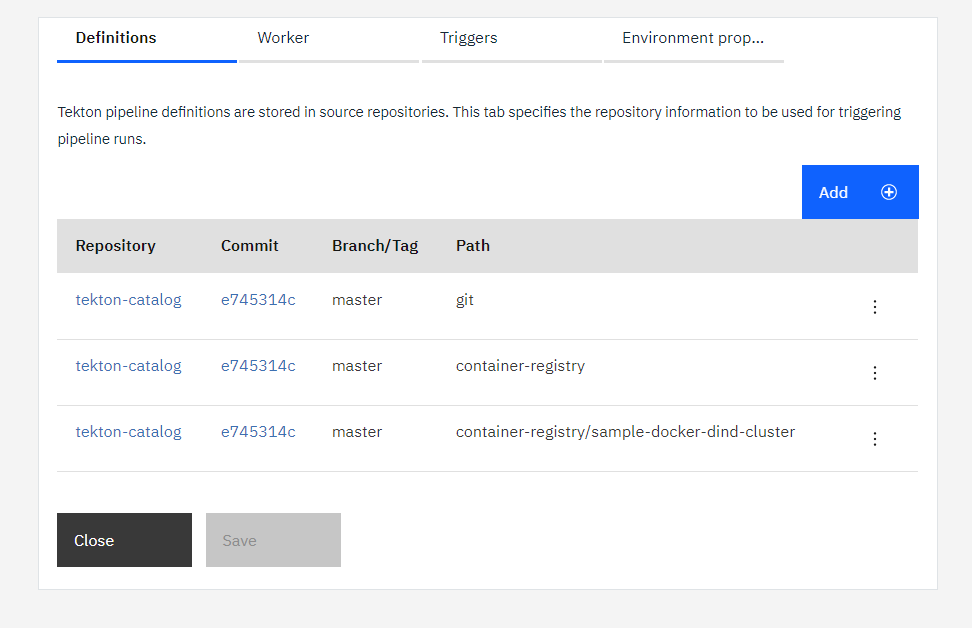 Definitions Worker Triggers Environment prop...
Tekton pipeline definitions are stored in source repositories. This tab specifies the repository information to be used for triggering
pipeline runs.
Add
Repository Commit Branch/Tag Path
tekton-catalog e745314c master git
tekton-catalog e745314c master container-registry
tekton-catalog e745314c master container-registry/sample-docker-dind-cluster
Close Save